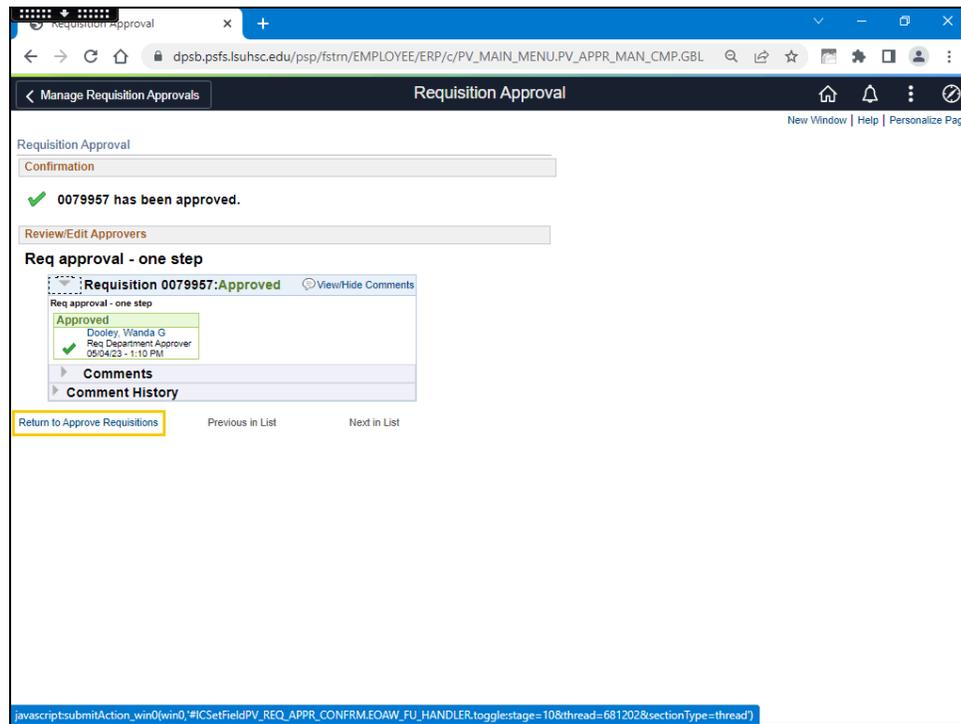 Requisition Approval
dpsb.psfs.lsuhsc.edu/psp/fstrn/EMPLOYEE/ERP/c/PV_MAIN_MENU.PV_APPR_MAN_CMP.GBL
Manage Requisition Approvals
Requisition Approval
New Window | Help | Personalize Pag
Requisition Approval
Confirmation
0079957 has been approved.
Review/Edit Approvers
Req approval - one step
Requisition 0079957:Approved View/Hide Comments
Req approval - one step
Approved
Dooley, Wanda G
Req Department Approver
05/04/23 - 1:10 PM
Comments
Comment History
Return to Approve Requisitions Previous in List Next in List
javascript:submitAction_win0(win0,'#ICSetFieldPV_REQ_APPR_CONFRM.EOAW_FU_HANDLER.toggle:stage=10&thread=681202&sectionType=thread')